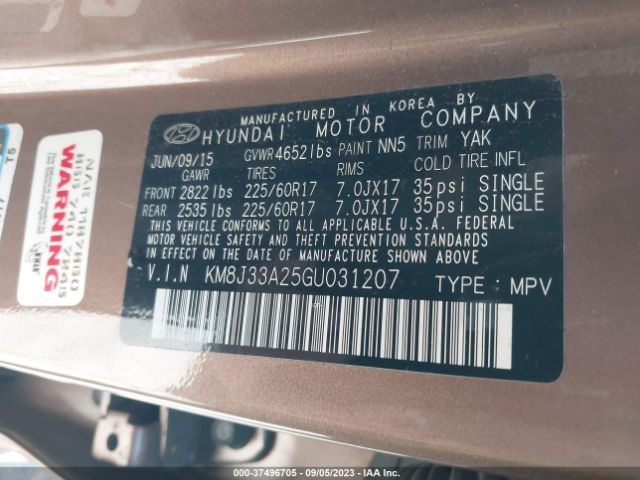 MANUFACTURED IN KOREA BY
HYUNDAI MOTOR COMPANY
JUN/09/15 GVWR 4652lbs PAINT NN5 TRIM YAK
GAWR TIRES COLD TIRE INFL
FRONT 2822lbs 225/60R17 7.0JX17 35psi SINGLE
REAR 2535lbs 225/60R17 7.0JX17 35psi SINGLE
THIS VEHICLE CONFORMS TO ALL APPLICABLE U.S.A. FEDERAL
MOTOR VEHICLE SAFETY, BUMPER, AND THEFT PREVENTION STANDARDS
IN EFFECT ON THE DATE OF MANUFACTURE SHOWN ABOVE.
V.I.N KM8J33A25GU031207 TYPE : MPV
WARNING
000-37496705 - 09/05/2023 - IAA Inc.